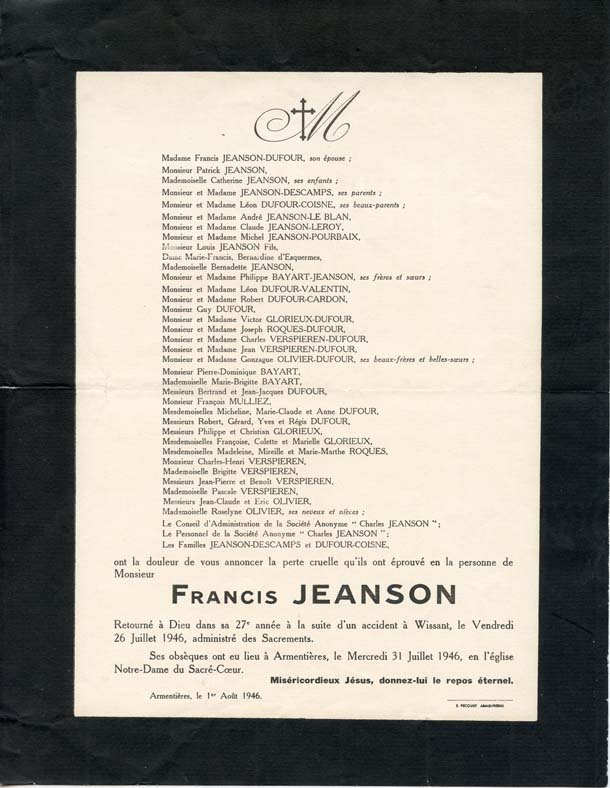 M
Madame Francis JEANSON-DUFOUR, son épouse ;
Monsieur Patrick JEANSON,
Mademoiselle Catherine JEANSON, ses enfants ;
Monsieur et Madame JEANSON-DESCAMPS, ses parents ;
Monsieur et Madame Léon DUFOUR-COISNE, ses beaux-parents ;
Monsieur et Madame André JEANSON-LE BLAN,
Monsieur et Madame Claude JEANSON-LEROY,
Monsieur et Madame Michel JEANSON-POURBAIX,
Monsieur Louis JEANSON Fils,
Dame Marie-Francis, Bernardine d'Esquermes,
Mademoiselle Bernadette JEANSON,
Monsieur et Madame Philippe BAYART-JEANSON, ses frères et sœurs ;
Monsieur et Madame Léon DUFOUR-VALENTIN,
Monsieur et Madame Robert DUFOUR-CARDON,
Monsieur Guy DUFOUR,
Monsieur et Madame Victor GLORIEUX-DUFOUR,
Monsieur et Madame Joseph ROQUES-DUFOUR,
Monsieur et Madame Charles VERSPIEREN-DUFOUR,
Monsieur et Madame Jean VERSPIEREN-DUFOUR,
Monsieur et Madame Gonzague OLIVIER-DUFOUR, ses beaux-frères et belles-sœurs ;
Monsieur Pierre-Dominique BAYART,
Mademoiselle Marie-Brigitte BAYART,
Messieurs Bertrand et Jean-Jacques DUFOUR,
Monsieur François MULLIEZ,
Mesdemoiselles Micheline, Marie-Claude et Anne DUFOUR,
Messieurs Robert, Gérard, Yves et Régis DUFOUR,
Messieurs Philippe et Christian GLORIEUX,
Mesdemoiselles Françoise, Colette et Marielle GLORIEUX,
Mesdemoiselles Madeleine, Mireille et Marie-Marthe ROQUES,
Monsieur Charles-Henri VERSPIEREN,
Mademoiselle Brigitte VERSPIEREN,
Messieurs Jean-Pierre et Benoît VERSPIEREN,
Mademoiselle Pascale VERSPIEREN,
Messieurs Jean-Claude et Eric OLIVIER,
Mademoiselle Roselyne OLIVIER, ses neveux et nièces ;
Le Conseil d'Administration de la Société Anonyme “ Charles JEANSON ” ;
Le Personnel de la Société Anonyme “ Charles JEANSON ” ;
Les Familles JEANSON-DESCAMPS et DUFOUR-COISNE,
ont la douleur de vous annoncer la perte cruelle qu'ils ont éprouvé en la personne de
Monsieur
FRANCIS JEANSON
Retourné à Dieu dans sa 27e année à la suite d'un accident à Wissant, le Vendredi
26 Juillet 1946, administré des Sacrements.
Ses obsèques ont eu lieu à Armentières, le Mercredi 31 Juillet 1946, en l'église
Notre-Dame du Sacré-Cœur.
Miséricordieux Jésus, donnez-lui le repos éternel.
Armentières, le 1er Août 1946.